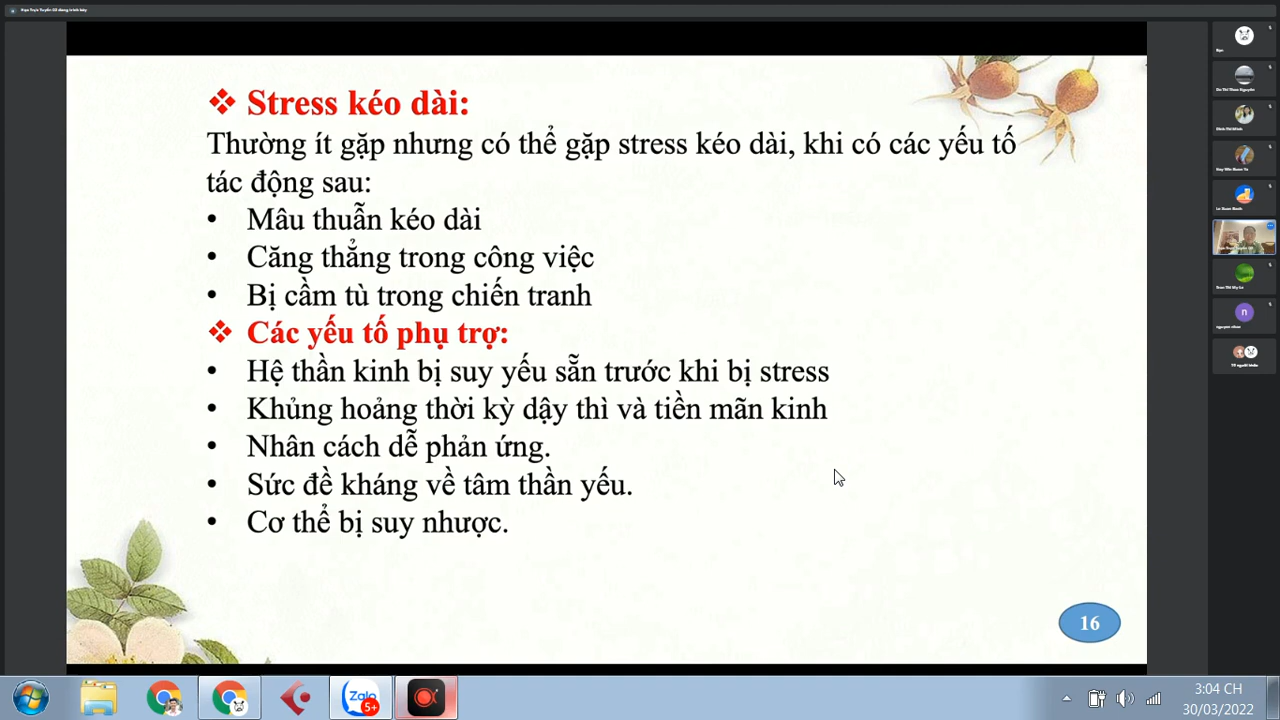 ❖ Stress kéo dài:
Thường ít gặp nhưng có thể gặp stress kéo dài, khi có các yếu tố
tác động sau:
• Mâu thuẫn kéo dài
• Căng thẳng trong công việc
• Bị cầm tù trong chiến tranh
❖ Các yếu tố phụ trợ:
• Hệ thần kinh bị suy yếu sẵn trước khi bị stress
• Khủng hoảng thời kỳ dậy thì và tiền mãn kinh
• Nhân cách dễ phản ứng.
• Sức đề kháng về tâm thần yếu.
• Cơ thể bị suy nhược.
16
Bạn
n
Zalo
5+
3:04 CH
30/03/2022